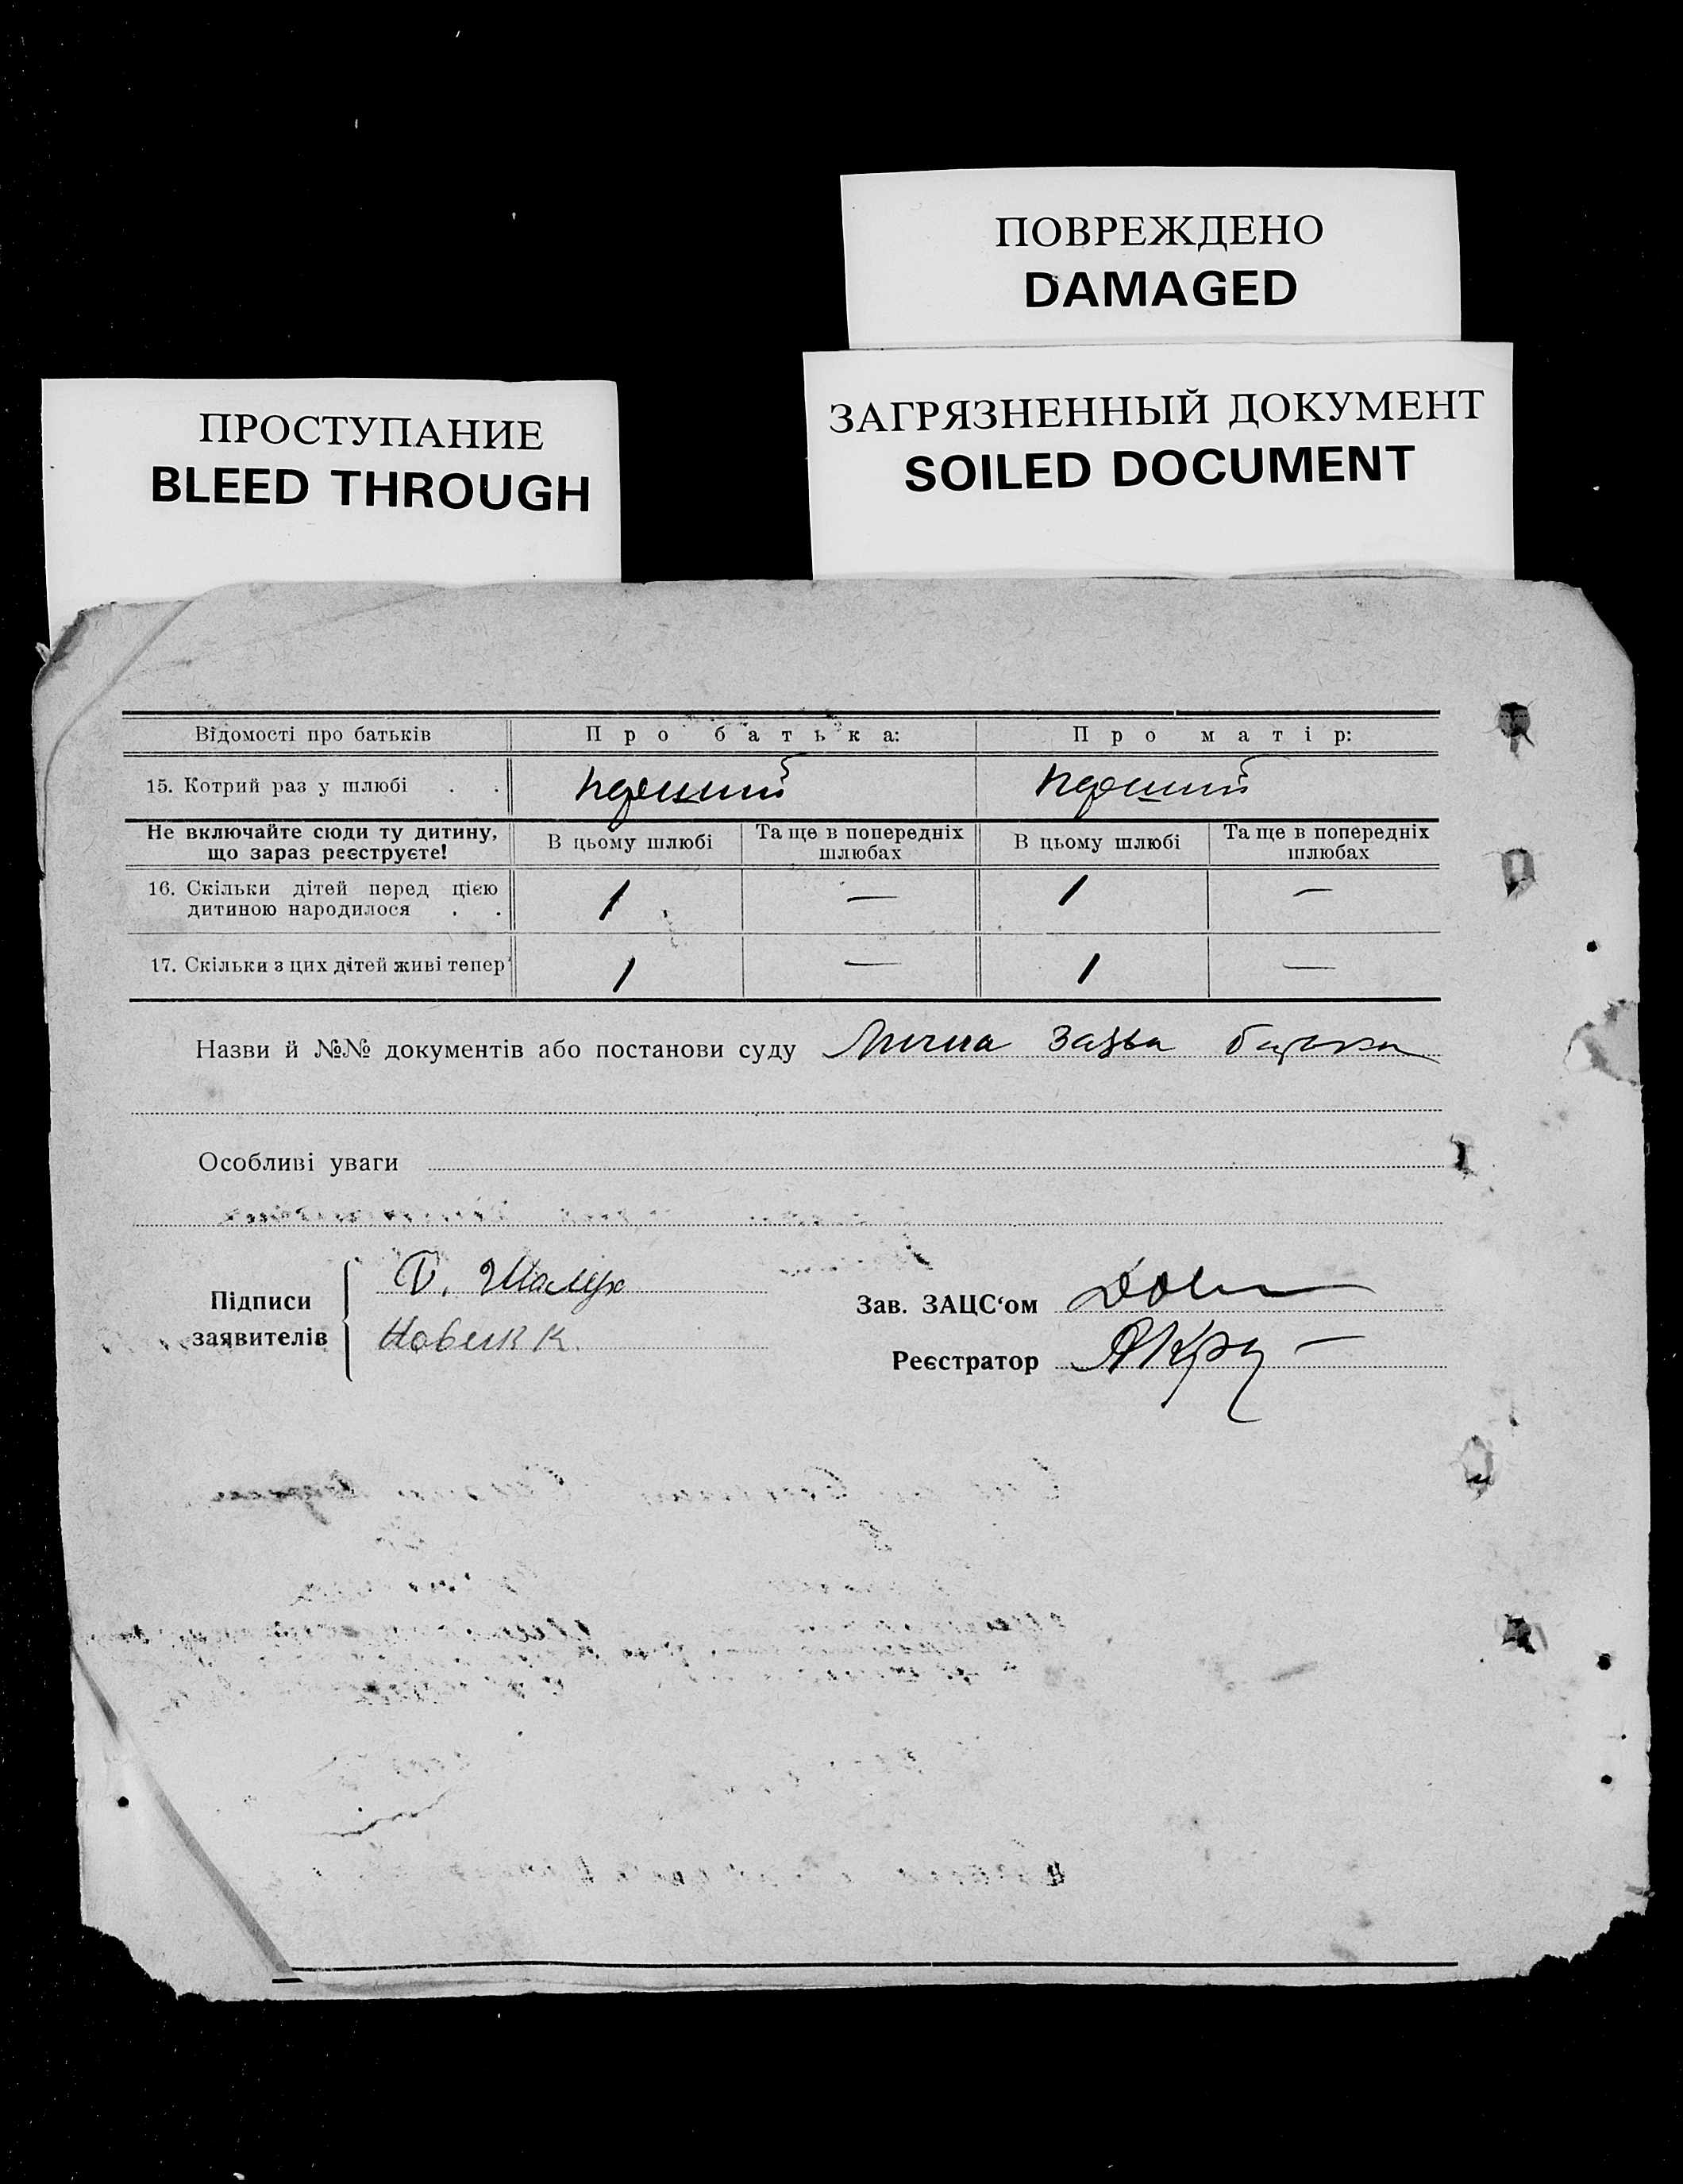 ПОВРЕЖДЕНО
DAMAGED
ЗАГРЯЗНЕННЫЙ ДОКУМЕНТ
SOILED DOCUMENT
ПРОСТУПАНИЕ
BLEED THROUGH
Відомості про батьків Про батька: Про матір:
15. Котрий раз у шлюбі . . перший перший
Не включайте сюди ту дитину, що зараз реєструєте! В цьому шлюбі Та ще в попередніх шлюбах В цьому шлюбі Та ще в попередніх шлюбах
16. Скільки дітей перед цією дитиною народилося . . 1 — 1 —
17. Скільки з цих дітей живі тепер 1 — 1 —
Назви й №№ документів або постанови суду Лична заява батька
Особливі уваги
Підписи заявителів
Новик К.
Зав. ЗАЦС‘ом
Реєстратор